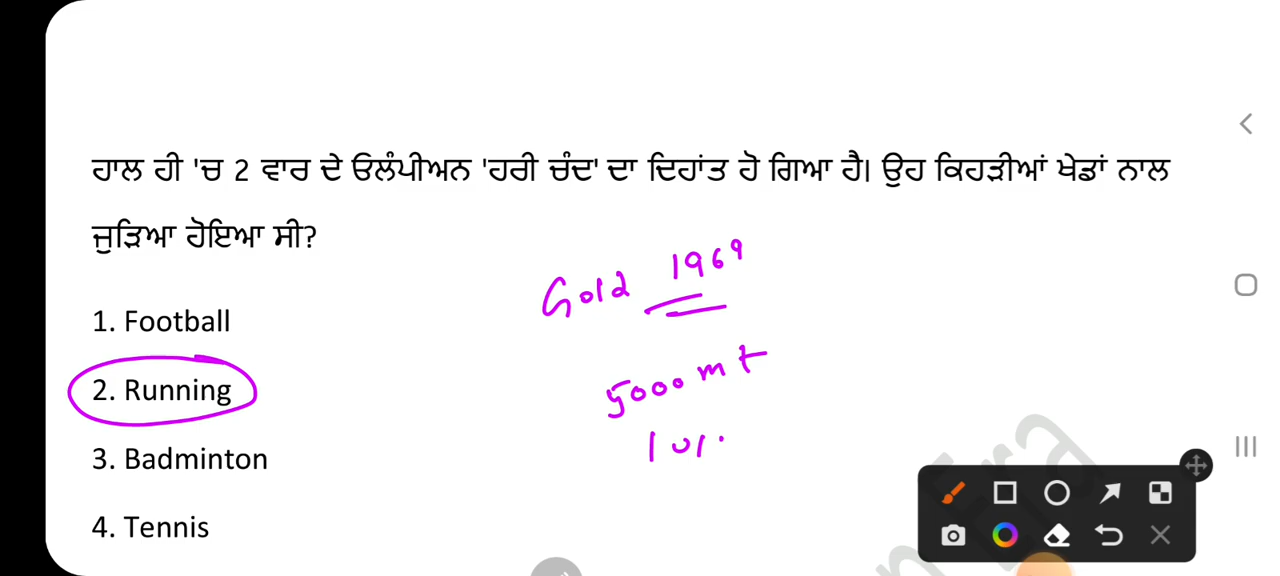 ਹਾਲ ਹੀ 'ਚ 2 ਵਾਰ ਦੇ ਓਲੰਪੀਅਨ 'ਹਰੀ ਚੰਦ' ਦਾ ਦਿਹਾਂਤ ਹੋ ਗਿਆ ਹੈ। ਉਹ ਕਿਹੜੀਆਂ ਖੇਡਾਂ ਨਾਲ
ਜੁੜਿਆ ਹੋਇਆ ਸੀ?
Gold 1969
1. Football
5000 mt
2. Running
3. Badminton
4. Tennis